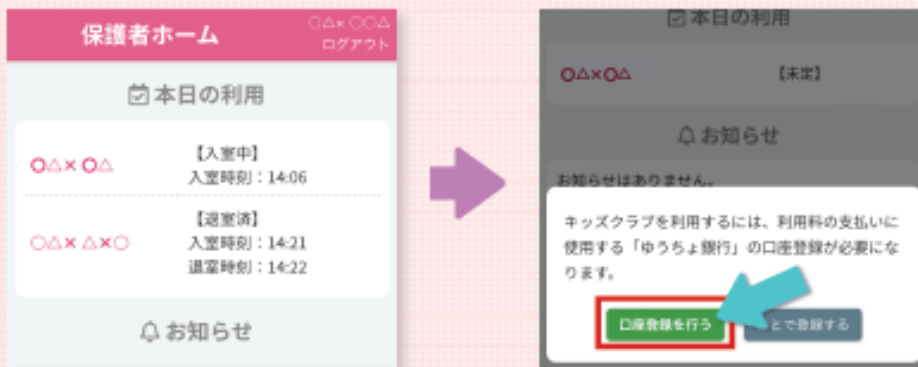 保護者ホーム
○△×○○△
ログアウト
本日の利用
○△×○△
【入室中】
入室時刻:14:06
○△×△×○
【退室済】
入室時刻:14:21
退室時刻:14:22
お知らせ
本日の利用
○△×○△
【未定】
お知らせ
お知らせはありません。
キッズクラブを利用するには、利用料の支払いに
使用する「ゆうちょ銀行」の口座登録が必要にな
ります。
口座登録を行う
とで登録する